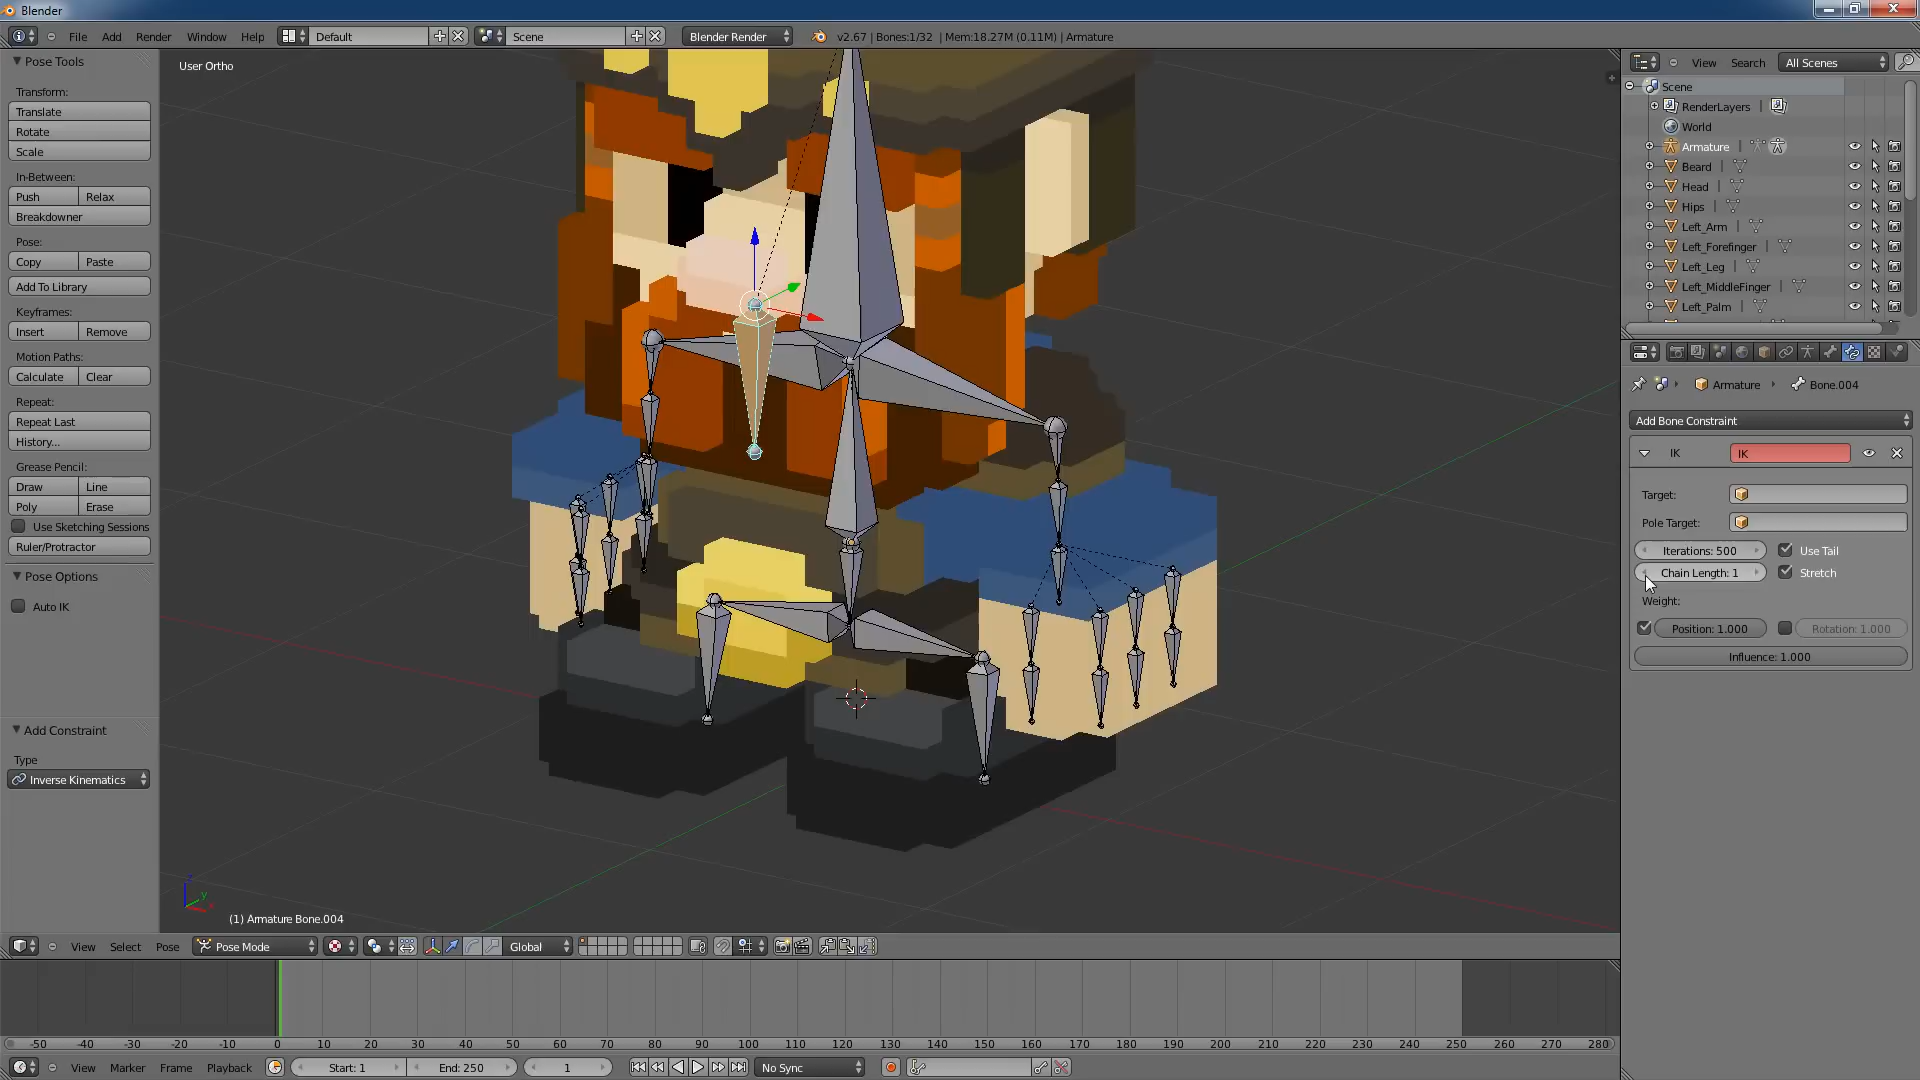 Blender
File Add Render Window Help Default Scene Blender Render v2.67 | Bones:1/32 | Mem:18.27M (0.11M) | Armature
Pose Tools
Transform:
Translate
Rotate
Scale
In-Between:
Push Relax
Breakdowner
Pose:
Copy Paste
Add To Library
Keyframes:
Insert Remove
Motion Paths:
Calculate Clear
Repeat:
Repeat Last
History...
Grease Pencil:
Draw Line
Poly Erase
Use Sketching Sessions
Ruler/Protractor
Pose Options
Auto IK
Add Constraint
Type
Inverse Kinematics
User Ortho
(1) Armature Bone.004
View Search All Scenes
Scene
RenderLayers |
World
Armature |
Beard |
Head |
Hips |
Left_Arm |
Left_Forefinger |
Left_Leg |
Left_MiddleFinger |
Left_Palm |
Armature Bone.004
Add Bone Constraint
IK IK
Target:
Pole Target:
Iterations: 500 Use Tail
Chain Length: 1 Stretch
Weight:
Position: 1.000 Rotation: 1.000
Influence: 1.000
View Select Pose Pose Mode Global
-50 -40 -30 -20 -10 0 10 20 30 40 50 60 70 80 90 100 110 120 130 140 150 160 170 180 190 200 210 220 230 240 250 260 270 280
View Marker Frame Playback Start: 1 End: 250 1 No Sync